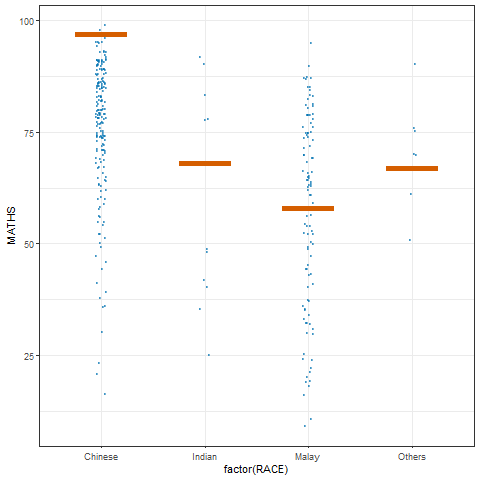 100
75
50
25
MATHS
Chinese
Indian
Malay
Others
factor(RACE)